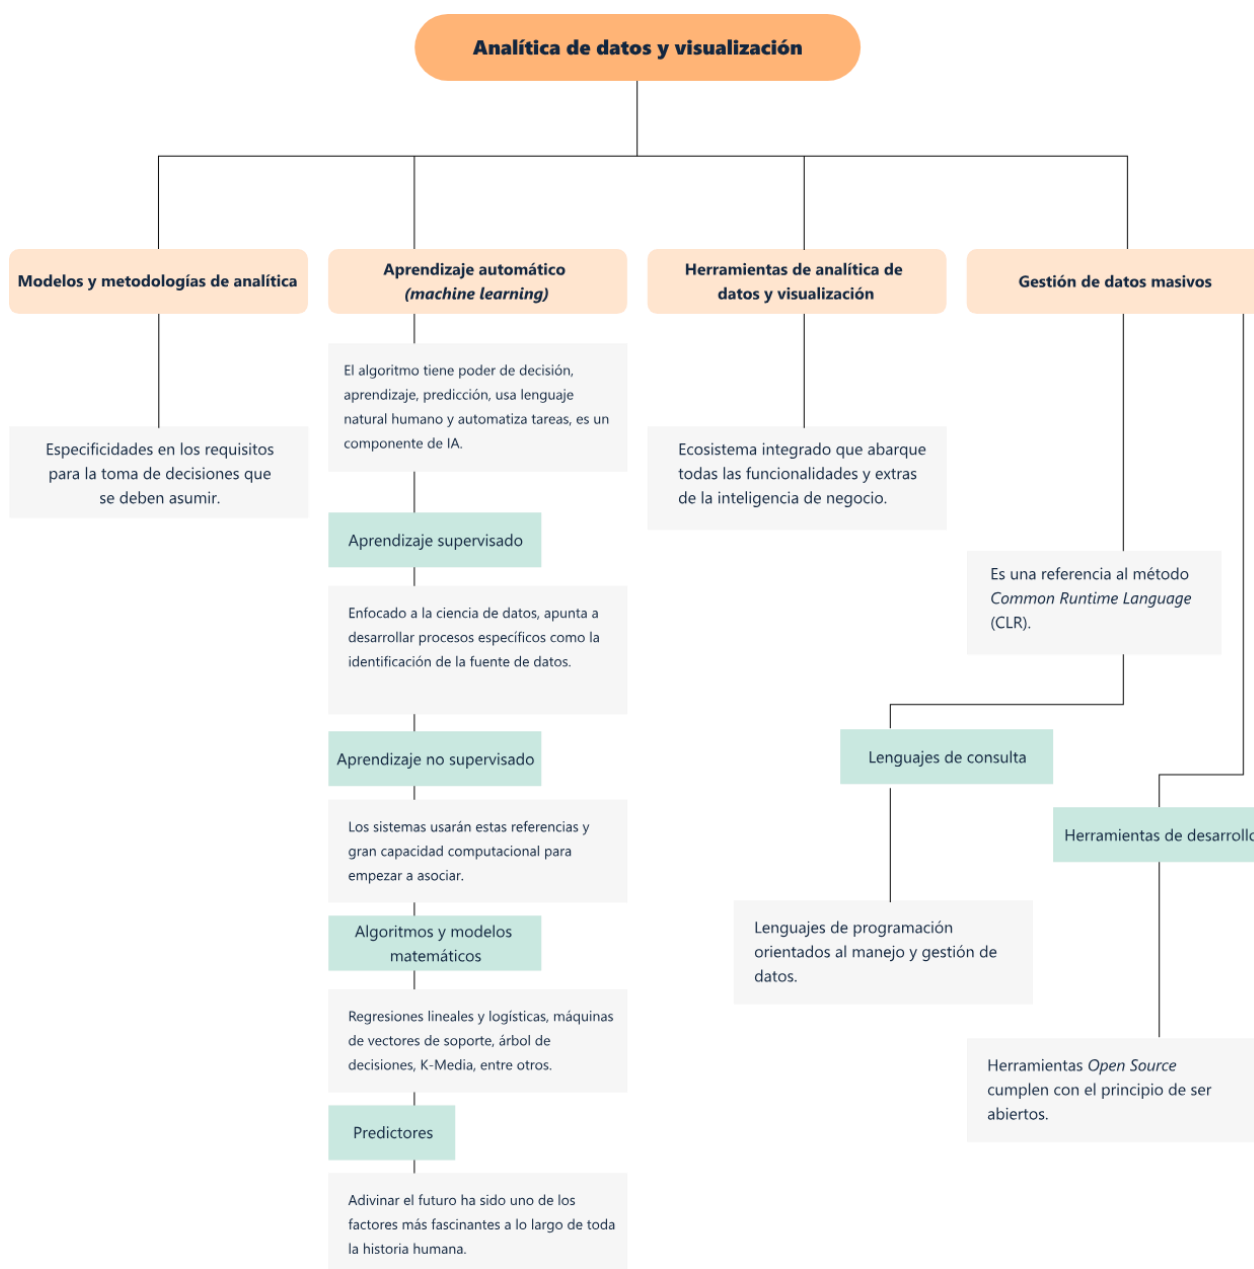 Analítica de datos y visualización
Modelos y metodologías de analítica
Aprendizaje automático
(machine learning)
Herramientas de analítica de
datos y visualización
Gestión de datos masivos
Especificidades en los requisitos
para la toma de decisiones que
se deben asumir.
El algoritmo tiene poder de decisión,
aprendizaje, predicción, usa lenguaje
natural humano y automatiza tareas, es un
componente de IA.
Aprendizaje supervisado
Enfocado a la ciencia de datos, apunta a
desarrollar procesos específicos como la
identificación de la fuente de datos.
Aprendizaje no supervisado
Los sistemas usarán estas referencias y
gran capacidad computacional para
empezar a asociar.
Algoritmos y modelos
matemáticos
Regresiones lineales y logísticas, máquinas
de vectores de soporte, árbol de
decisiones, K-Media, entre otros.
Predictores
Adivinar el futuro ha sido uno de los
factores más fascinantes a lo largo de toda
la historia humana.
Ecosistema integrado que abarque
todas las funcionalidades y extras
de la inteligencia de negocio.
Es una referencia al método
Common Runtime Language
(CLR).
Lenguajes de consulta
Lenguajes de programación
orientados al manejo y gestión de
datos.
Herramientas de desarrollo
Herramientas Open Source
cumplen con el principio de ser
abiertos.